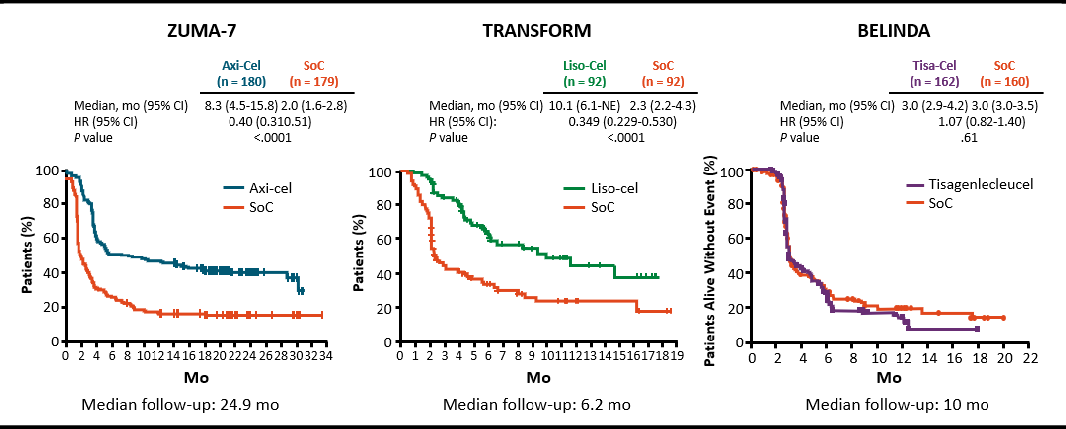 ZUMA-7
Axi-Cel SoC
(n = 180) (n = 179)
Median, mo (95% CI) 8.3 (4.5-15.8) 2.0 (1.6-2.8)
HR (95% CI) 0.40 (0.310.51)
P value <.0001
100
80
60
40
20
0
Patients (%)
Axi-cel
SoC
0 2 4 6 8 10 12 14 16 18 20 22 24 26 28 30 32 34
Mo
Median follow-up: 24.9 mo
TRANSFORM
Liso-Cel SoC
(n = 92) (n = 92)
Median, mo (95% CI) 10.1 (6.1-NE) 2.3 (2.2-4.3)
HR (95% CI): 0.349 (0.229-0.530)
P value <.0001
100
80
60
40
20
0
Patients (%)
Liso-cel
SoC
0 1 2 3 4 5 6 7 8 9 10 11 12 13 14 15 16 17 18 19
Mo
Median follow-up: 6.2 mo
BELINDA
Tisa-Cel SoC
(n = 162) (n = 160)
Median, mo (95% CI) 3.0 (2.9-4.2) 3.0 (3.0-3.5)
HR (95% CI) 1.07 (0.82-1.40)
P value .61
100
80
60
40
20
0
Patients Alive Without Event (%)
Tisagenlecleucel
SoC
0 2 4 6 8 10 12 14 16 18 20 22
Mo
Median follow-up: 10 mo